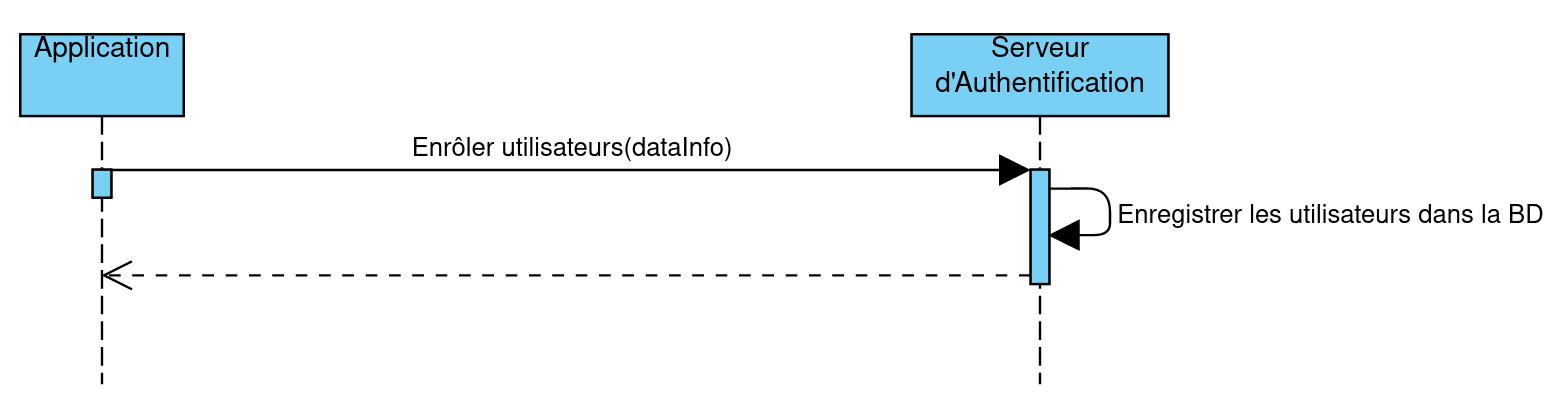 Application
Serveur
d'Authentification
Enrôler utilisateurs(dataInfo)
Enregistrer les utilisateurs dans la BD